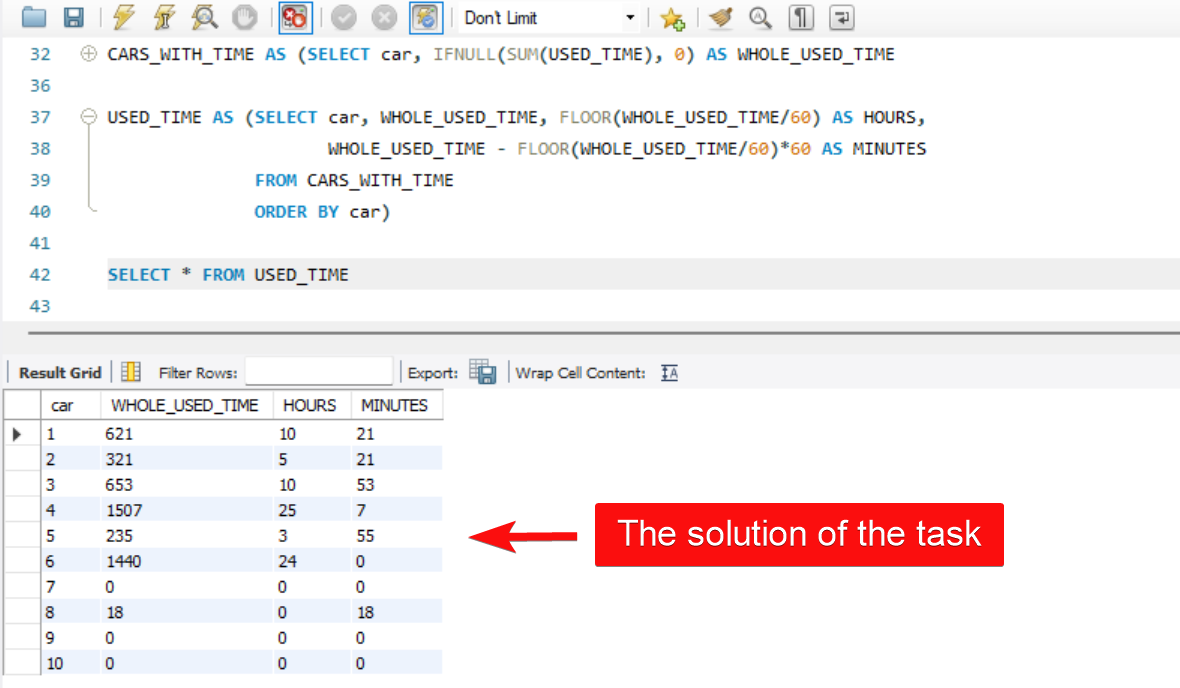 Don't Limit
32 CARS_WITH_TIME AS (SELECT car, IFNULL(SUM(USED_TIME), 0) AS WHOLE_USED_TIME
36
37 USED_TIME AS (SELECT car, WHOLE_USED_TIME, FLOOR(WHOLE_USED_TIME/60) AS HOURS,
38 WHOLE_USED_TIME - FLOOR(WHOLE_USED_TIME/60)*60 AS MINUTES
39 FROM CARS_WITH_TIME
40 ORDER BY car)
41
42 SELECT * FROM USED_TIME
43
Result Grid Filter Rows: Export: Wrap Cell Content: IA
car WHOLE_USED_TIME HOURS MINUTES
1 621 10 21
2 321 5 21
3 653 10 53
4 1507 25 7
5 235 3 55
6 1440 24 0
7 0 0 0
8 18 0 18
9 0 0 0
10 0 0 0
The solution of the task